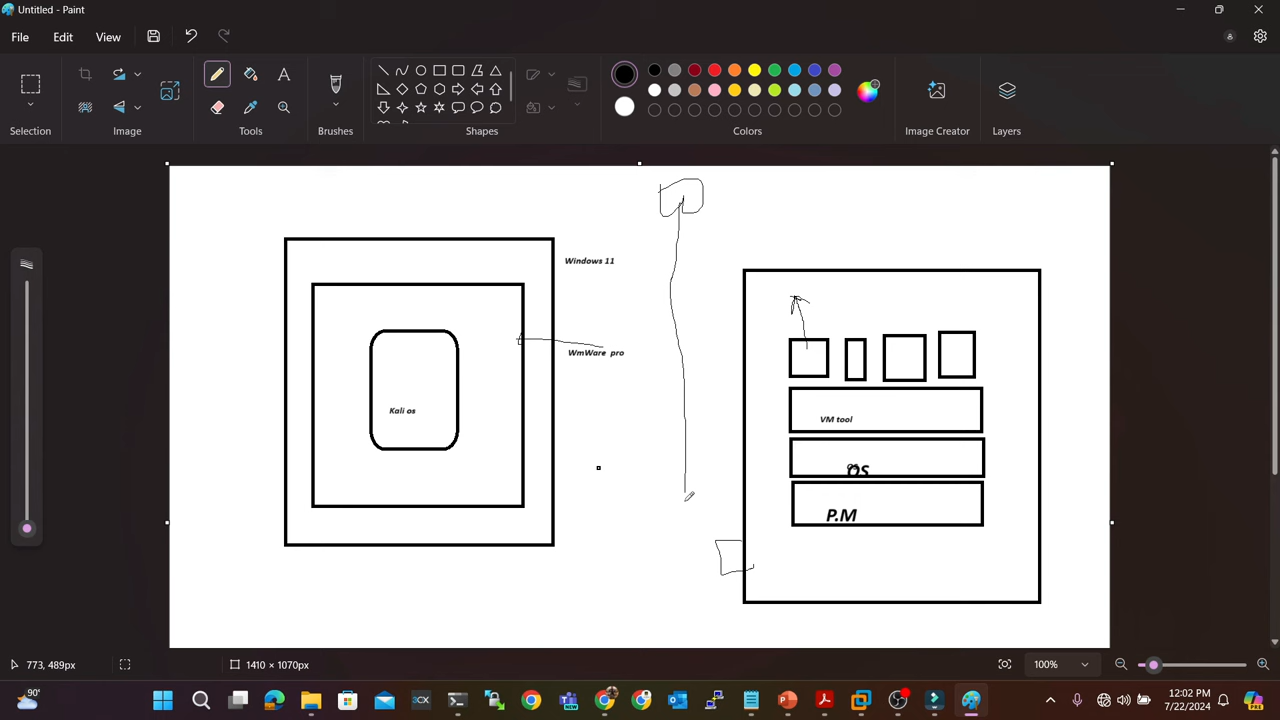 Untitled - Paint
File Edit View
Selection Image Tools Brushes Shapes Colors Image Creator Layers
Windows 11
WmWare pro
Kali os
VM tool
OS
P.M
773, 489px 1410 × 1070px 100%
90°
12:02 PM
7/22/2024